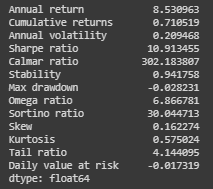 Annual return 8.530963
Cumulative returns 0.710519
Annual volatility 0.209468
Sharpe ratio 10.913455
Calmar ratio 302.183807
Stability 0.941758
Max drawdown -0.028231
Omega ratio 6.866781
Sortino ratio 30.044713
Skew 0.162274
Kurtosis 0.575024
Tail ratio 4.144095
Daily value at risk -0.017319
dtype: float64